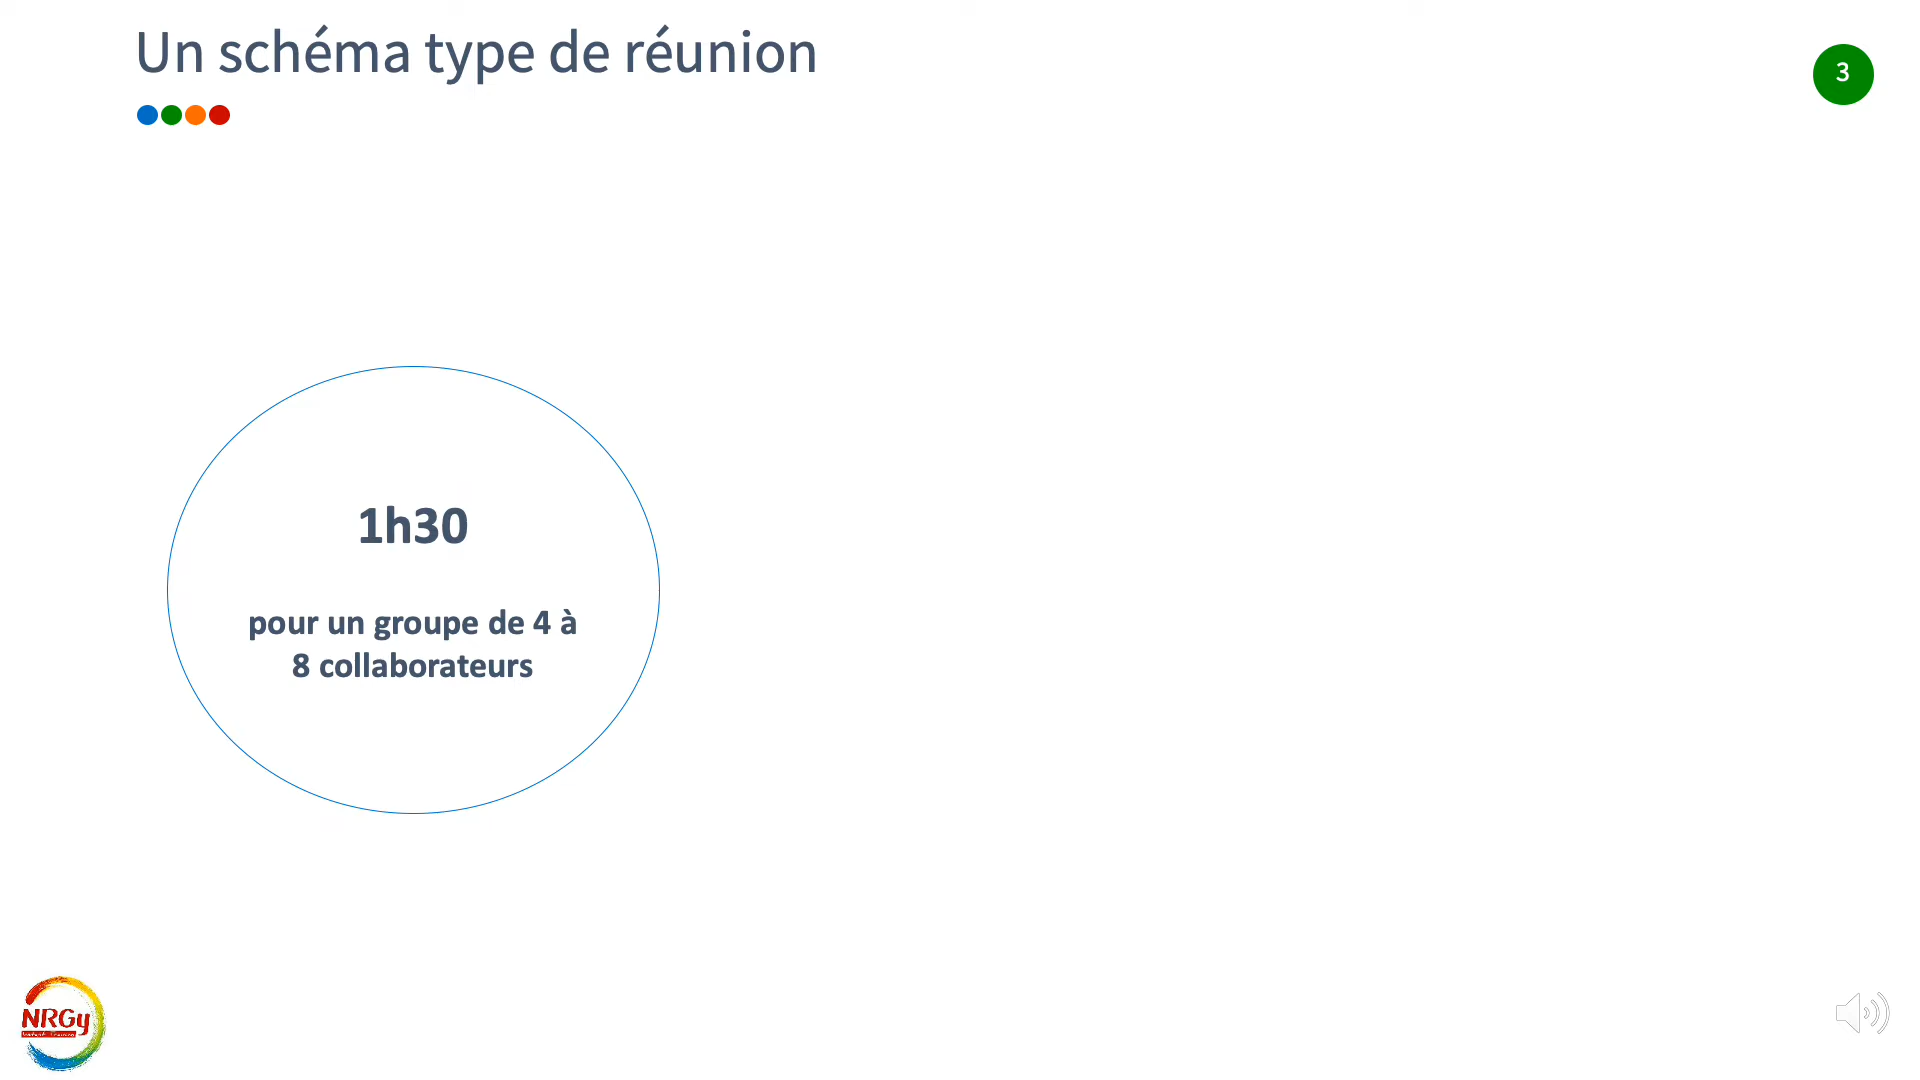 Un schéma type de réunion
3
1h30
pour un groupe de 4 à
8 collaborateurs
NRGy